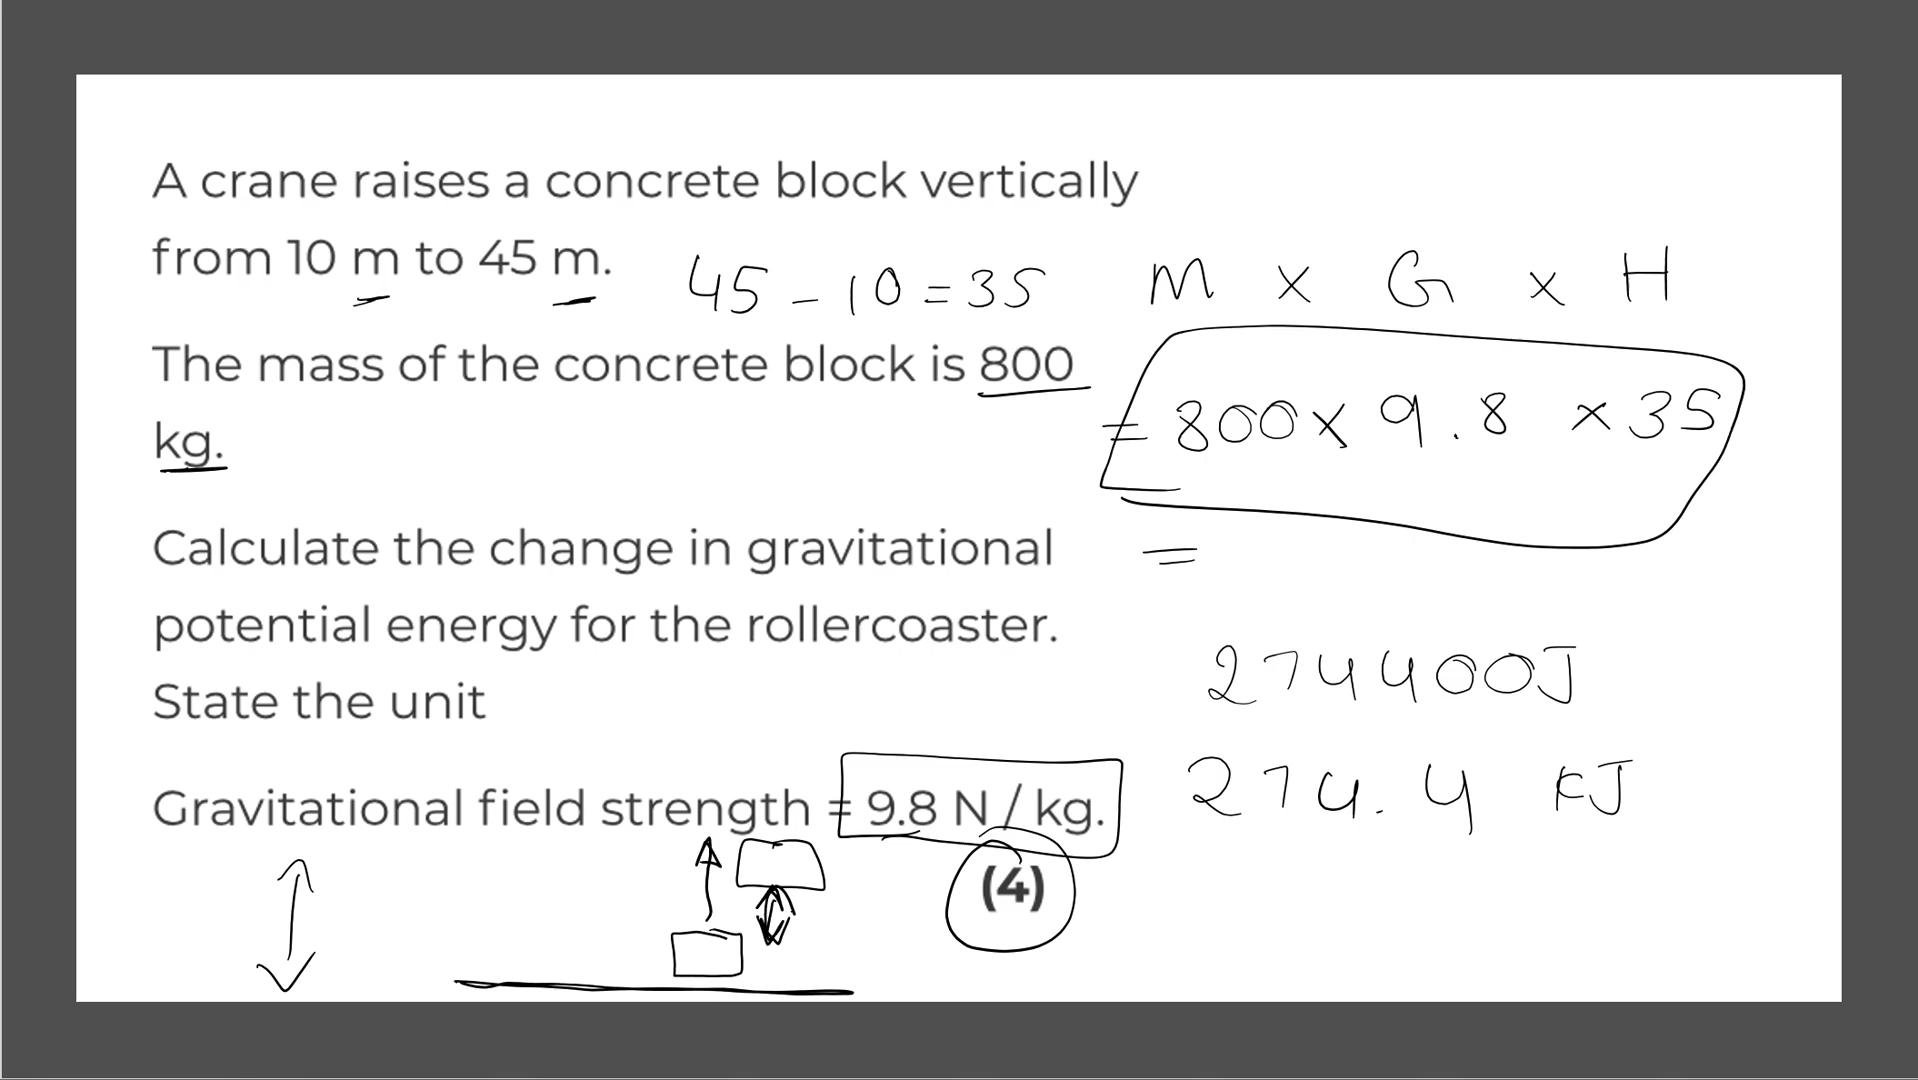 A crane raises a concrete block vertically
from 10 m to 45 m.
45 - 10 = 35
M x G x H
The mass of the concrete block is 800
kg.
= 800 x 9.8 x 35
=
Calculate the change in gravitational
potential energy for the rollercoaster.
State the unit
274400J
Gravitational field strength = 9.8 N / kg.
274.4 KJ
(4)